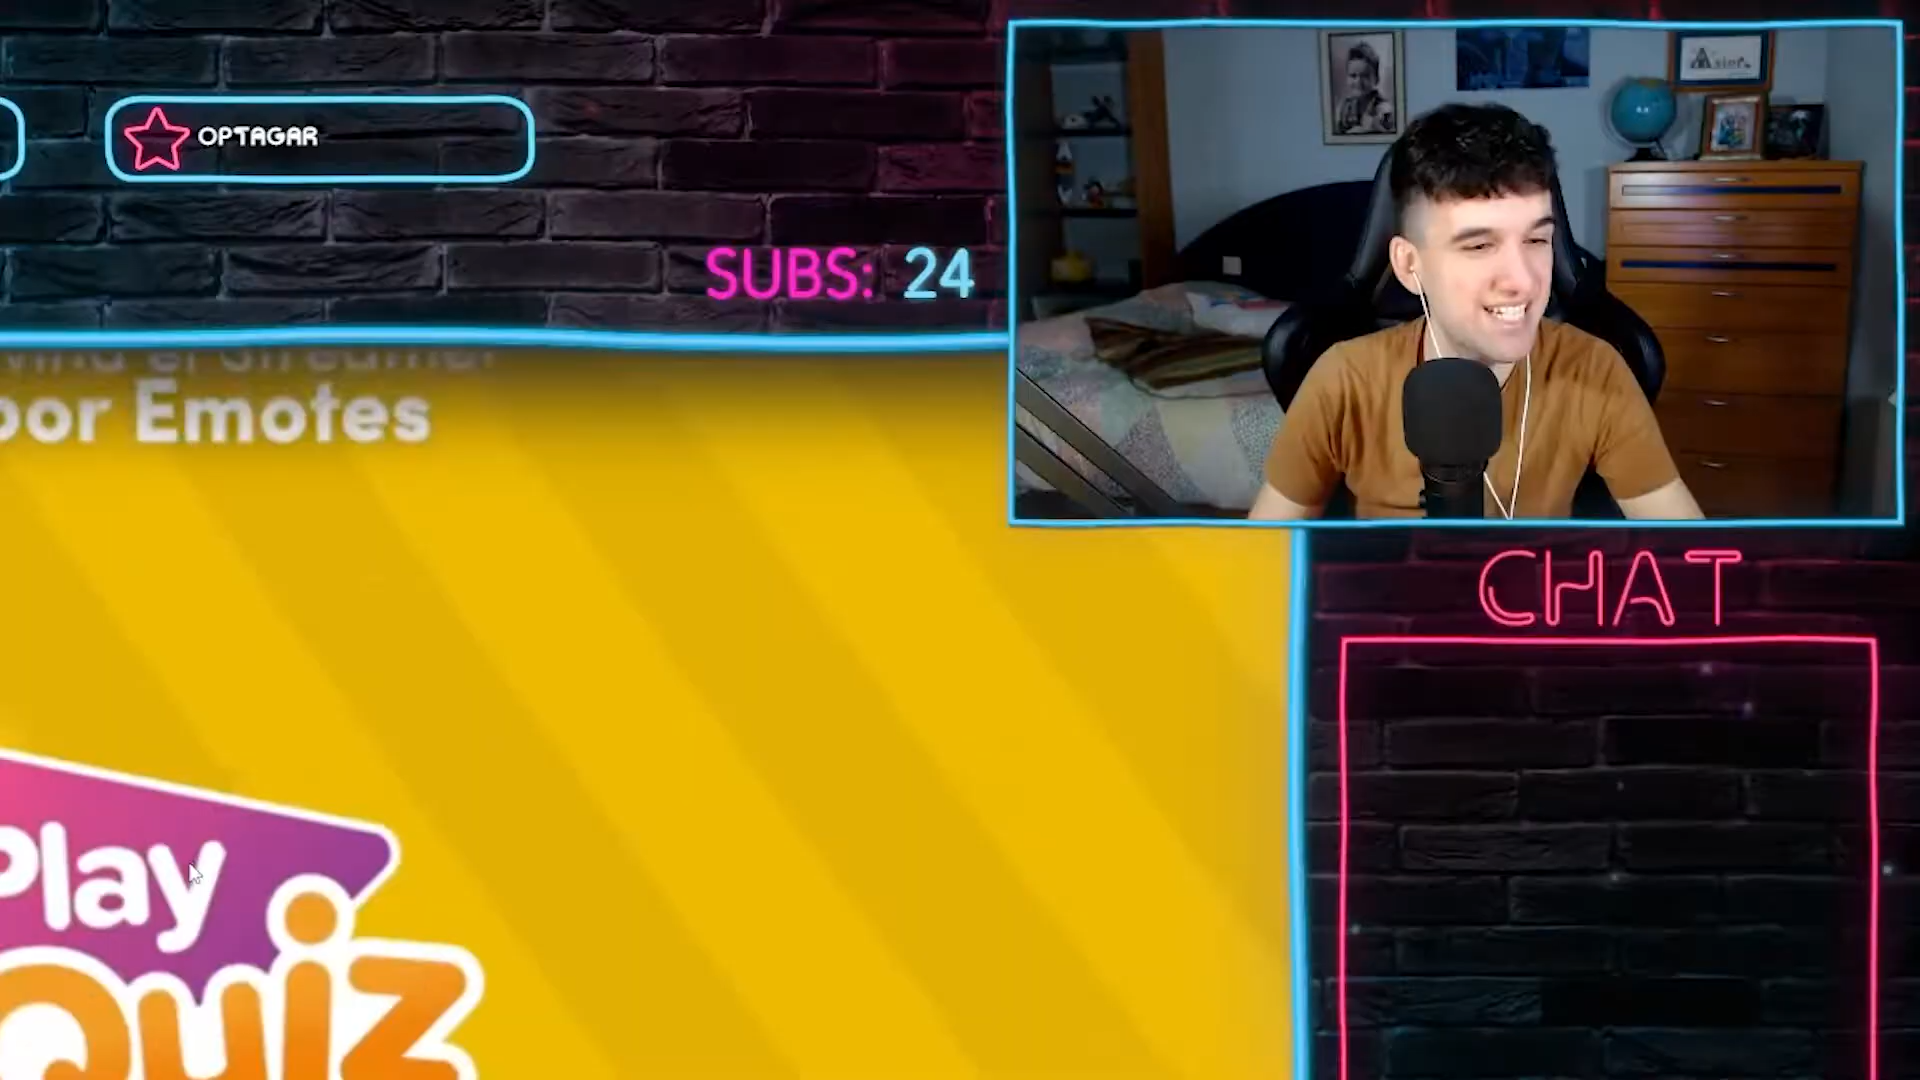 OPTAGAR
SUBS: 24
por Emotes
Play
Quiz
CHAT